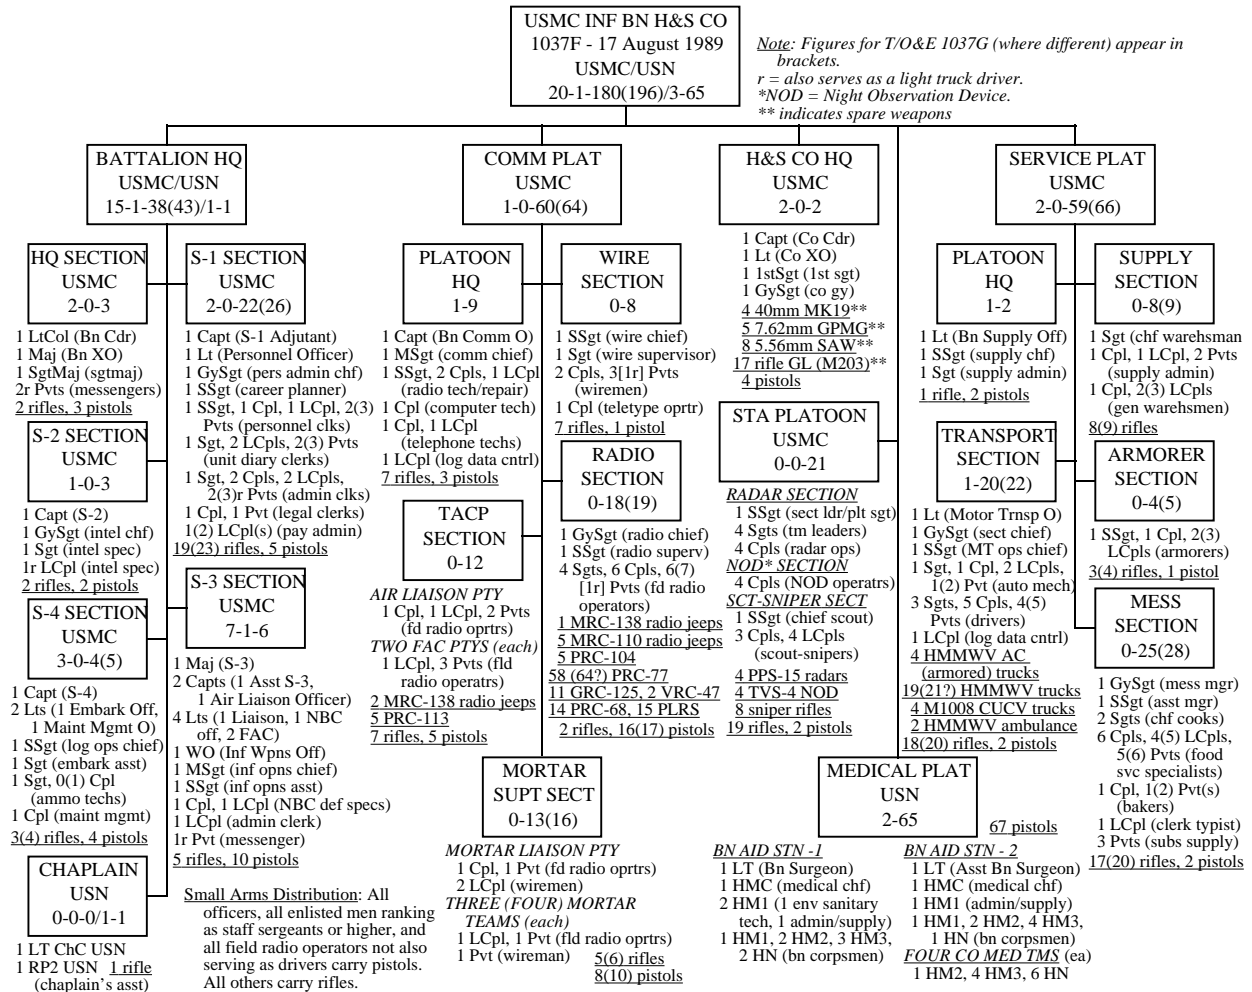 USMC INF BN H&S CO
1037F - 17 August 1989
USMC/USN
20-1-180(196)/3-65
Note: Figures for T/O&E 1037G (where different) appear in
brackets.
r = also serves as a light truck driver.
*NOD = Night Observation Device.
** indicates spare weapons
BATTALION HQ
USMC/USN
15-1-38(43)/1-1
HQ SECTION
USMC
2-0-3
1 LtCol (Bn Cdr)
1 Maj (Bn XO)
1 SgtMaj (sgtmaj)
2r Pvts (messengers)
2 rifles, 3 pistols
S-1 SECTION
USMC
2-0-22(26)
1 Capt (S-1 Adjutant)
1 Lt (Personnel Officer)
1 GySgt (pers admin chf)
1 SSgt (career planner)
1 SSgt, 1 Cpl, 1 LCpl, 2(3)
Pvts (personnel clks)
1 Sgt, 2 LCpls, 2(3) Pvts
(unit diary clerks)
1 Sgt, 2 Cpls, 2 LCpls,
2(3)r Pvts (admin clks)
1 Cpl, 1 Pvt (legal clerks)
1(2) LCpl(s) (pay admin)
19(23) rifles, 5 pistols
S-2 SECTION
USMC
1-0-3
1 Capt (S-2)
1 GySgt (intel chf)
1 Sgt (intel spec)
1r LCpl (intel spec)
2 rifles, 2 pistols
S-3 SECTION
USMC
7-1-6
1 Maj (S-3)
2 Capts (1 Asst S-3,
1 Air Liaison Officer)
4 Lts (1 Liaison, 1 NBC
off, 2 FAC)
1 WO (Inf Wpns Off)
1 MSgt (inf opns chief)
1 SSgt (inf opns asst)
1 Cpl, 1 LCpl (NBC def specs)
1 LCpl (admin clerk)
1r Pvt (messenger)
5 rifles, 10 pistols
S-4 SECTION
USMC
3-0-4(5)
1 Capt (S-4)
2 Lts (1 Embark Off,
1 Maint Mgmt O)
1 SSgt (log ops chief)
1 Sgt (embark asst)
1 Sgt, 0(1) Cpl
(ammo techs)
1 Cpl (maint mgmt)
3(4) rifles, 4 pistols
CHAPLAIN
USN
0-0-0/1-1
1 LT ChC USN
1 RP2 USN 1 rifle
(chaplain's asst)
Small Arms Distribution: All
officers, all enlisted men ranking
as staff sergeants or higher, and
all field radio operators not also
serving as drivers carry pistols.
All others carry rifles.
COMM PLAT
USMC
1-0-60(64)
PLATOON
HQ
1-9
1 Capt (Bn Comm O)
1 MSgt (comm chief)
1 SSgt, 2 Cpls, 1 LCpl
(radio tech/repair)
1 Cpl (computer tech)
1 Cpl, 1 LCpl
(telephone techs)
1 LCpl (log data cntrl)
7 rifles, 3 pistols
WIRE
SECTION
0-8
1 SSgt (wire chief)
1 Sgt (wire supervisor)
2 Cpls, 3[1r] Pvts
(wiremen)
1 Cpl (teletype oprtr)
7 rifles, 1 pistol
TACP
SECTION
0-12
AIR LIAISON PTY
1 Cpl, 1 LCpl, 2 Pvts
(fd radio oprtrs)
TWO FAC PTYS (each)
1 LCpl, 3 Pvts (fld
radio operatrs)
2 MRC-138 radio jeeps
5 PRC-113
7 rifles, 5 pistols
RADIO
SECTION
0-18(19)
1 GySgt (radio chief)
1 SSgt (radio superv)
4 Sgts, 6 Cpls, 6(7)
[1r] Pvts (fd radio
operators)
1 MRC-138 radio jeeps
5 MRC-110 radio jeeps
5 PRC-104
58 (64?) PRC-77
11 GRC-125, 2 VRC-47
14 PRC-68, 15 PLRS
2 rifles, 16(17) pistols
MORTAR
SUPT SECT
0-13(16)
MORTAR LIAISON PTY
1 Cpl, 1 Pvt (fd radio oprtrs)
2 LCpl (wiremen)
THREE (FOUR) MORTAR
TEAMS (each)
1 LCpl, 1 Pvt (fld radio oprtrs)
1 Pvt (wireman)
5(6) rifles
8(10) pistols
H&S CO HQ
USMC
2-0-2
1 Capt (Co Cdr)
1 Lt (Co XO)
1 1stSgt (1st sgt)
1 GySgt (co gy)
4 40mm MK19**
5 7.62mm GPMG**
8 5.56mm SAW**
17 rifle GL (M203)**
4 pistols
STA PLATOON
USMC
0-0-21
RADAR SECTION
1 SSgt (sect ldr/plt sgt)
4 Sgts (tm leaders)
4 Cpls (radar ops)
NOD* SECTION
4 Cpls (NOD operatrs)
SCT-SNIPER SECT
1 SSgt (chief scout)
3 Cpls, 4 LCpls
(scout-snipers)
4 PPS-15 radars
4 TVS-4 NOD
8 sniper rifles
19 rifles, 2 pistols
MEDICAL PLAT
USN
2-65
67 pistols
BN AID STN -1
1 LT (Bn Surgeon)
1 HMC (medical chf)
2 HM1 (1 env sanitary
tech, 1 admin/supply)
1 HM1, 2 HM2, 3 HM3,
2 HN (bn corpsmen)
BN AID STN - 2
1 LT (Asst Bn Surgeon)
1 HMC (medical chf)
1 HM1 (admin/supply)
1 HM1, 2 HM2, 4 HM3,
1 HN (bn corpsmen)
FOUR CO MED TMS (ea)
1 HM2, 4 HM3, 6 HN
SERVICE PLAT
USMC
2-0-59(66)
PLATOON
HQ
1-2
1 Lt (Bn Supply Off)
1 SSgt (supply chf)
1 Sgt (supply admin)
1 rifle, 2 pistols
SUPPLY
SECTION
0-8(9)
1 Sgt (chf warehsman
1 Cpl, 1 LCpl, 2 Pvts
(supply admin)
1 Cpl, 2(3) LCpls
(gen warehsmen)
8(9) rifles
TRANSPORT
SECTION
1-20(22)
1 Lt (Motor Trnsp O)
1 GySgt (sect chief)
1 SSgt (MT ops chief)
1 Sgt, 1 Cpl, 2 LCpls,
1(2) Pvt (auto mech)
3 Sgts, 5 Cpls, 4(5)
Pvts (drivers)
1 LCpl (log data cntrl)
4 HMMWV AC
(armored) trucks
19(21?) HMMWV trucks
4 M1008 CUCV trucks
2 HMMWV ambulance
18(20) rifles, 2 pistols
ARMORER
SECTION
0-4(5)
1 SSgt, 1 Cpl, 2(3)
LCpls (armorers)
3(4) rifles, 1 pistol
MESS
SECTION
0-25(28)
1 GySgt (mess mgr)
1 SSgt (asst mgr)
2 Sgts (chf cooks)
6 Cpls, 4(5) LCpls,
5(6) Pvts (food
svc specialists)
1 Cpl, 1(2) Pvt(s)
(bakers)
1 LCpl (clerk typist)
3 Pvts (subs supply)
17(20) rifles, 2 pistols